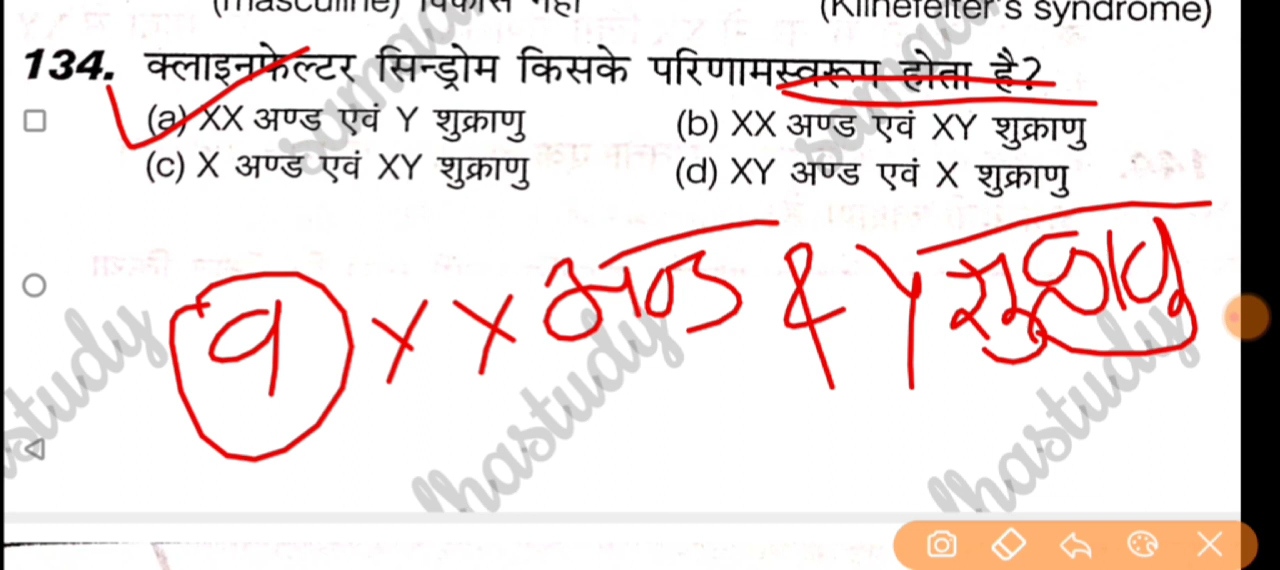 (masculine) विकास नहीं (Klinefelter's syndrome)
134. क्लाइनफेल्टर सिन्ड्रोम किसके परिणामस्वरूप होता है?
(a) XX अण्ड एवं Y शुक्राणु (b) XX अण्ड एवं XY शुक्राणु
(c) X अण्ड एवं XY शुक्राणु (d) XY अण्ड एवं X शुक्राणु
a XX अण्ड & Y शुक्राणु